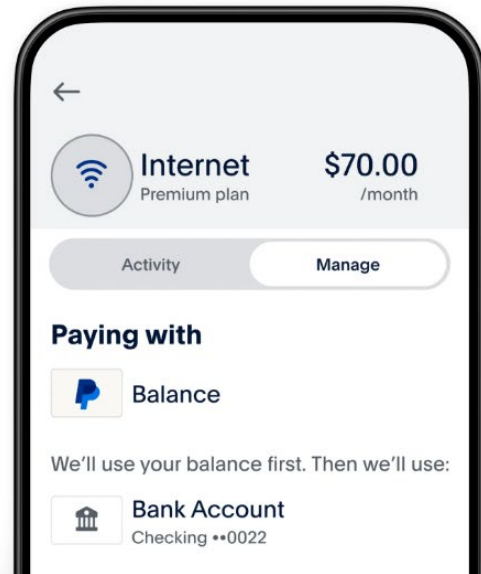 Internet
$70.00
Premium plan
/month
Activity
Manage
Paying with
Balance
We’ll use your balance first. Then we’ll use:
Bank Account
Checking ••0022